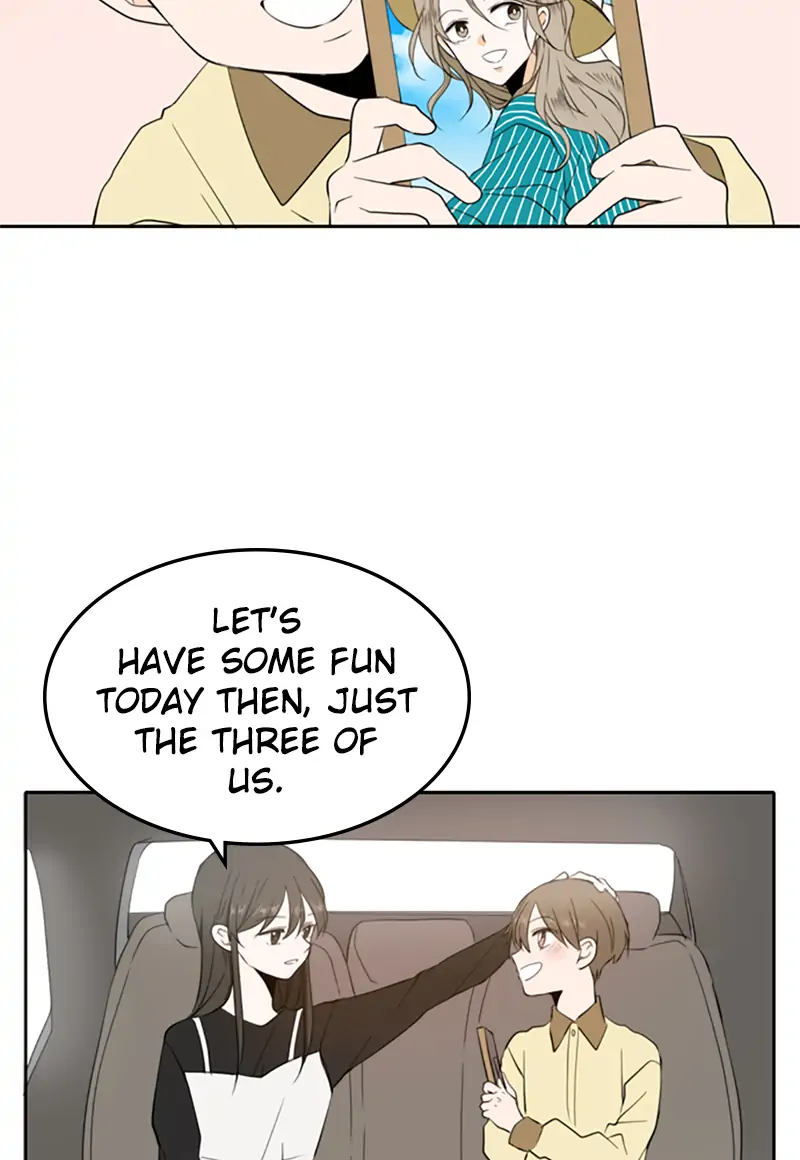 LET'S
HAVE SOME FUN
TODAY THEN, JUST
THE THREE OF
US.